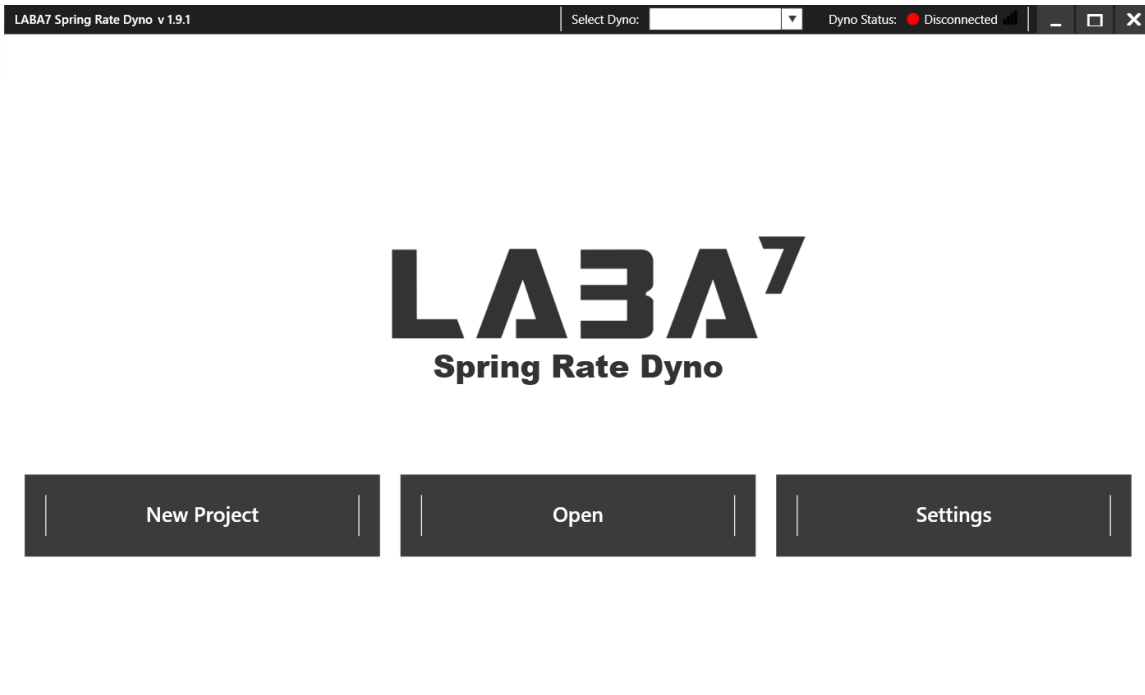 LABA7 Spring Rate Dyno v 1.9.1 Select Dyno: Dyno Status: Disconnected
LABA7
Spring Rate Dyno
New Project Open Settings